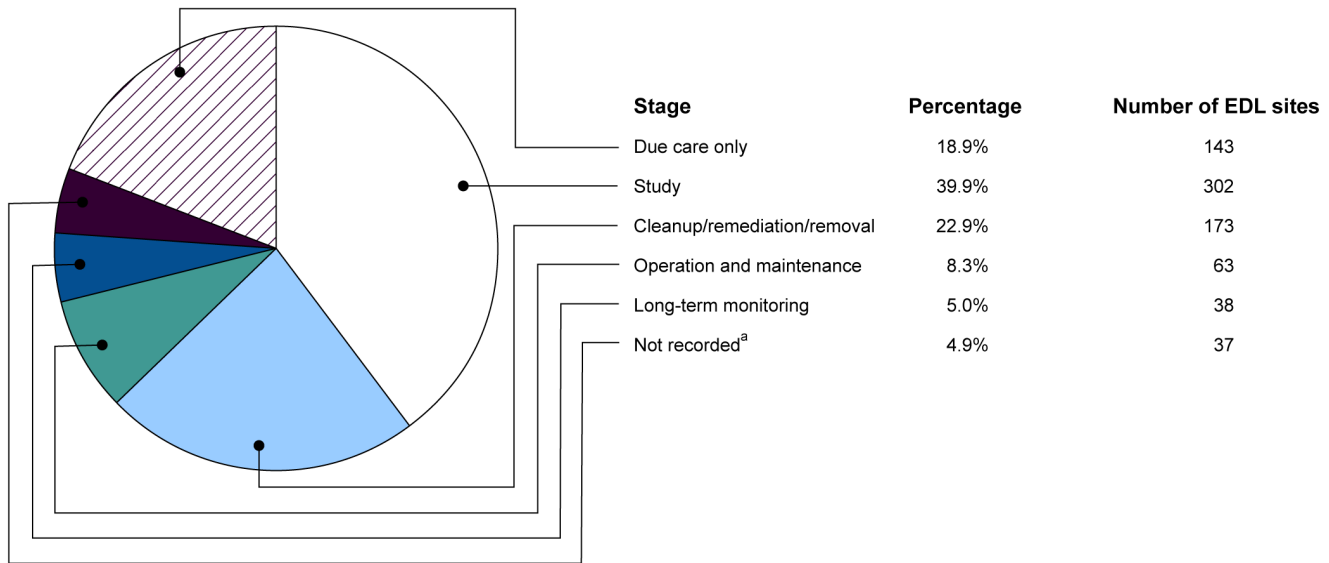 Stage Percentage Number of EDL sites
Due care only 18.9% 143
Study 39.9% 302
Cleanup/remediation/removal 22.9% 173
Operation and maintenance 8.3% 63
Long-term monitoring 5.0% 38
Not recorded^a 4.9% 37